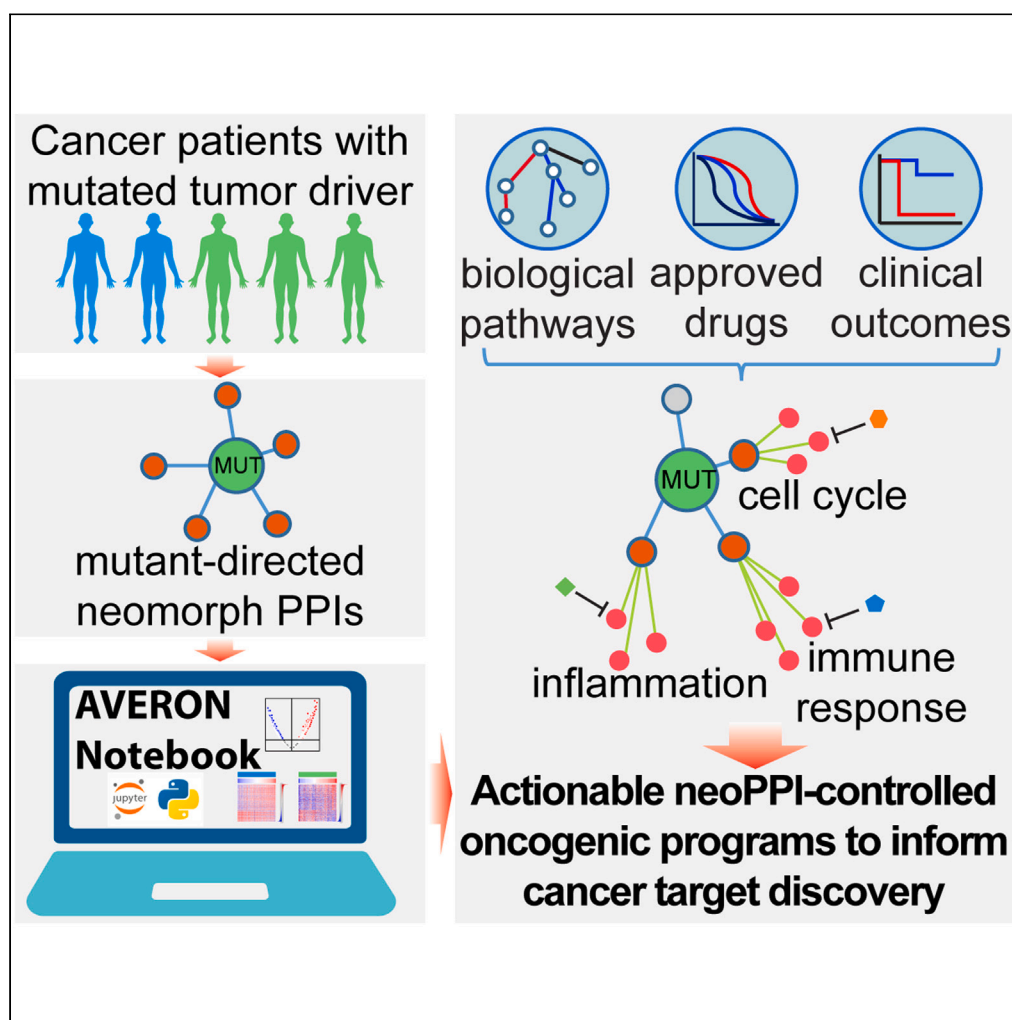 Cancer patients with
mutated tumor driver
MUT
mutant-directed
neomorph PPIs
AVERON
Notebook
jupyter
biological
pathways
approved
drugs
clinical
outcomes
MUT
cell cycle
inflammation
immune
response
Actionable neoPPI-controlled
oncogenic programs to inform
cancer target discovery